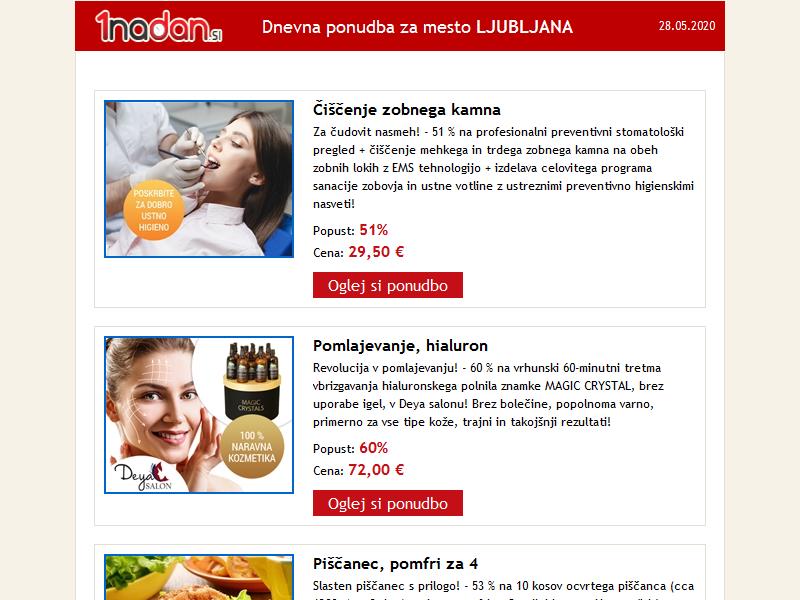 1nadan.si
Dnevna ponudba za mesto LJUBLJANA
28.05.2020
POSKRBITE
ZA DOBRO
USTNO
HIGIENO
Čiščenje zobnega kamna
Za čudovit nasmeh! - 51 % na profesionalni preventivni stomatološki
pregled + čiščenje mehkega in trdega zobnega kamna na obeh
zobnih lokih z EMS tehnologijo + izdelava celovitega programa
sanacije zobovja in ustne votline z ustreznimi preventivno higienskimi
nasveti!
Popust: 51%
Cena: 29,50 €
Oglej si ponudbo
MAGIC
CRYSTALS
100 %
NARAVNA
KOZMETIKA
Deya
SALON
Pomlajevanje, hialuron
Revolucija v pomlajevanju! - 60 % na vrhunski 60-minutni tretma
vbrizgavanja hialuronskega polnila znamke MAGIC CRYSTAL, brez
uporabe igel, v Deya salonu! Brez bolečine, popolnoma varno,
primerno za vse tipe kože, trajni in takojšnji rezultati!
Popust: 60%
Cena: 72,00 €
Oglej si ponudbo
Piščanec, pomfri za 4
Slasten piščanec s prilogo! - 53 % na 10 kosov ocvrtega piščanca (cca